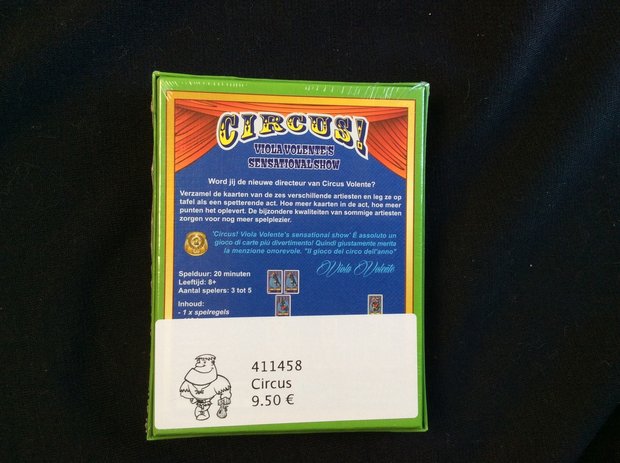 CIRCUS!
VIOLA VOLENTE'S
SENSATIONAL SHOW
Word jij de nieuwe directeur van Circus Volente?
Verzamel de kaarten van de zes verschillende artiesten en leg ze op
tafel als een spetterende act. Hoe meer kaarten in de act, hoe meer
punten het oplevert. De bijzondere kwaliteiten van sommige artiesten
zorgen voor nog meer spelplezier.
'Circus! Viola Volente's sensational show' È assoluto un
gioco di carte più divertimento! Quindi giustamente merita
la menzione onorevole. "Il gioco del circo dell'anno"
Viola Volente
Spelduur: 20 minuten
Leeftijd: 8+
Aantal spelers: 3 tot 5
Inhoud:
- 1 x spelregels
411458
Circus
9.50 €